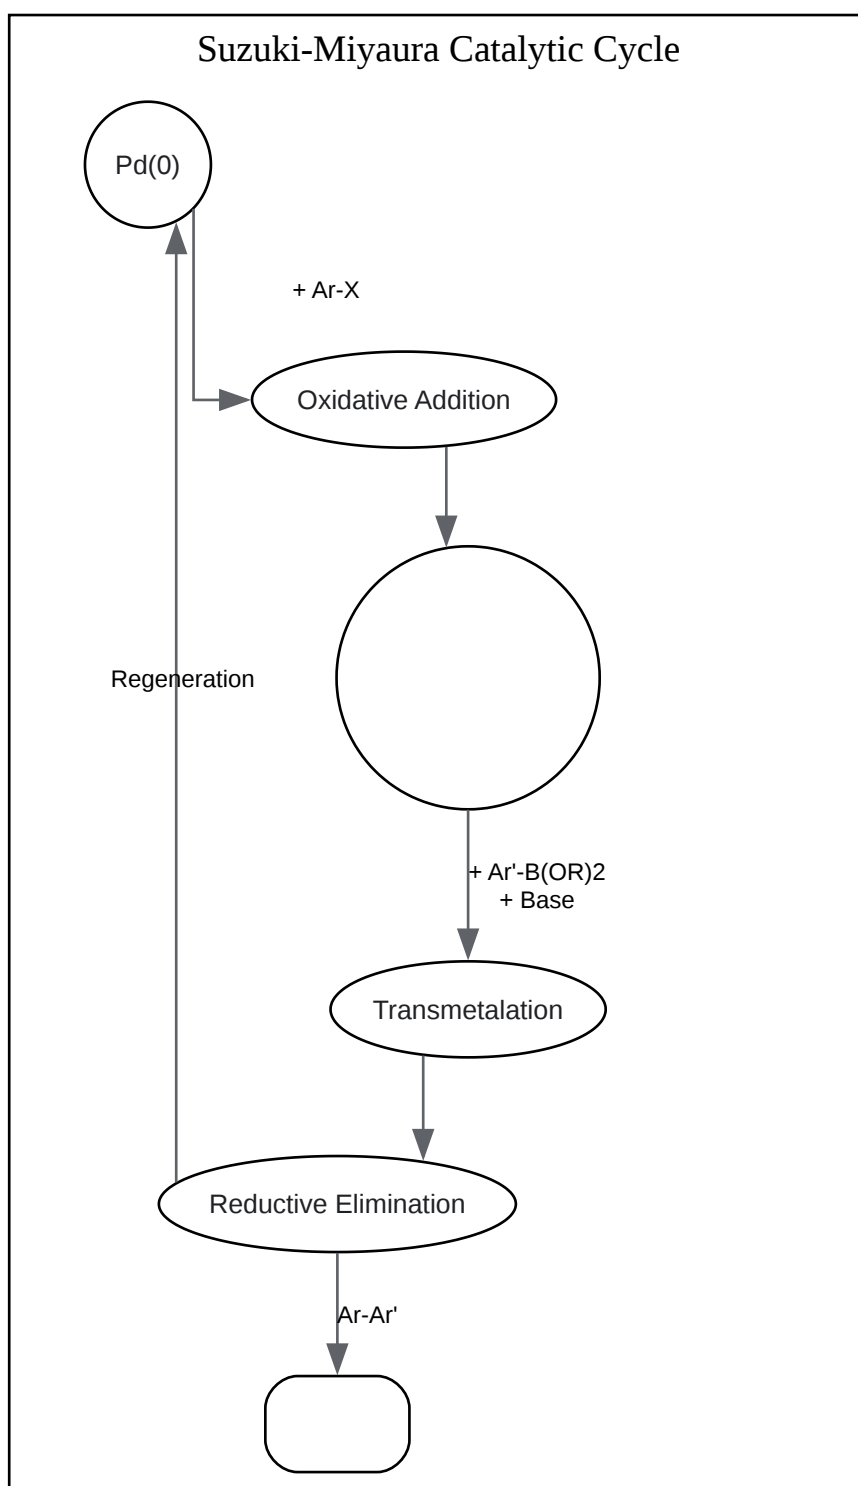 Suzuki-Miyaura Catalytic Cycle
Pd(0)
+ Ar-X
Oxidative Addition
Regeneration
+ Ar'-B(OR)2
+ Base
Transmetalation
Reductive Elimination
Ar-Ar'